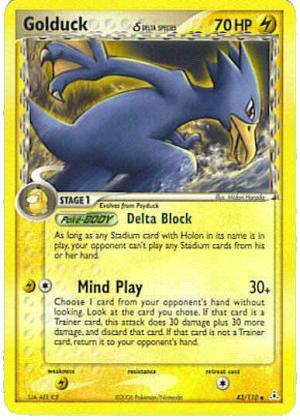 Golduck δ DELTA SPECIES 70 HP
Illus. Midori Harada
STAGE 1 Evolves from Psyduck
Poké-BODY Delta Block
As long as any Stadium card with Holon in its name is in
play, your opponent can't play any Stadium cards from his
or her hand.
Mind Play 30+
Choose 1 card from your opponent's hand without
looking. Look at the card you chose. If that card is a
Trainer card, this attack does 30 damage plus 30 more
damage, and discard that card. If that card is not a Trainer
card, return that card to your opponent's hand.
weakness resistance retreat cost
©2006 Pokémon/Nintendo 43/110